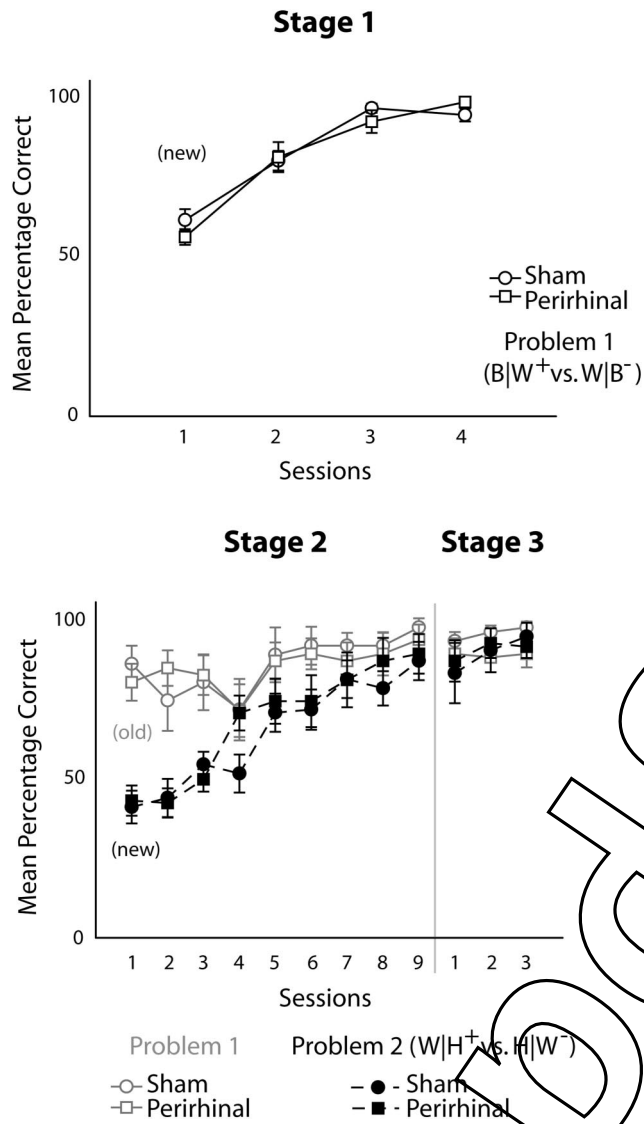 Stage 1
Mean Percentage Correct
100
50
0
(new)
1 2 3 4
Sessions
Sham
Perirhinal
Problem 1
(B|W+ vs. W|B-)
Stage 2 Stage 3
Mean Percentage Correct
100
50
0
(old)
(new)
1 2 3 4 5 6 7 8 9 1 2 3
Sessions
Problem 1 Problem 2 (W|H+ vs. H|W-)
Sham Sham
Perirhinal Perirhinal